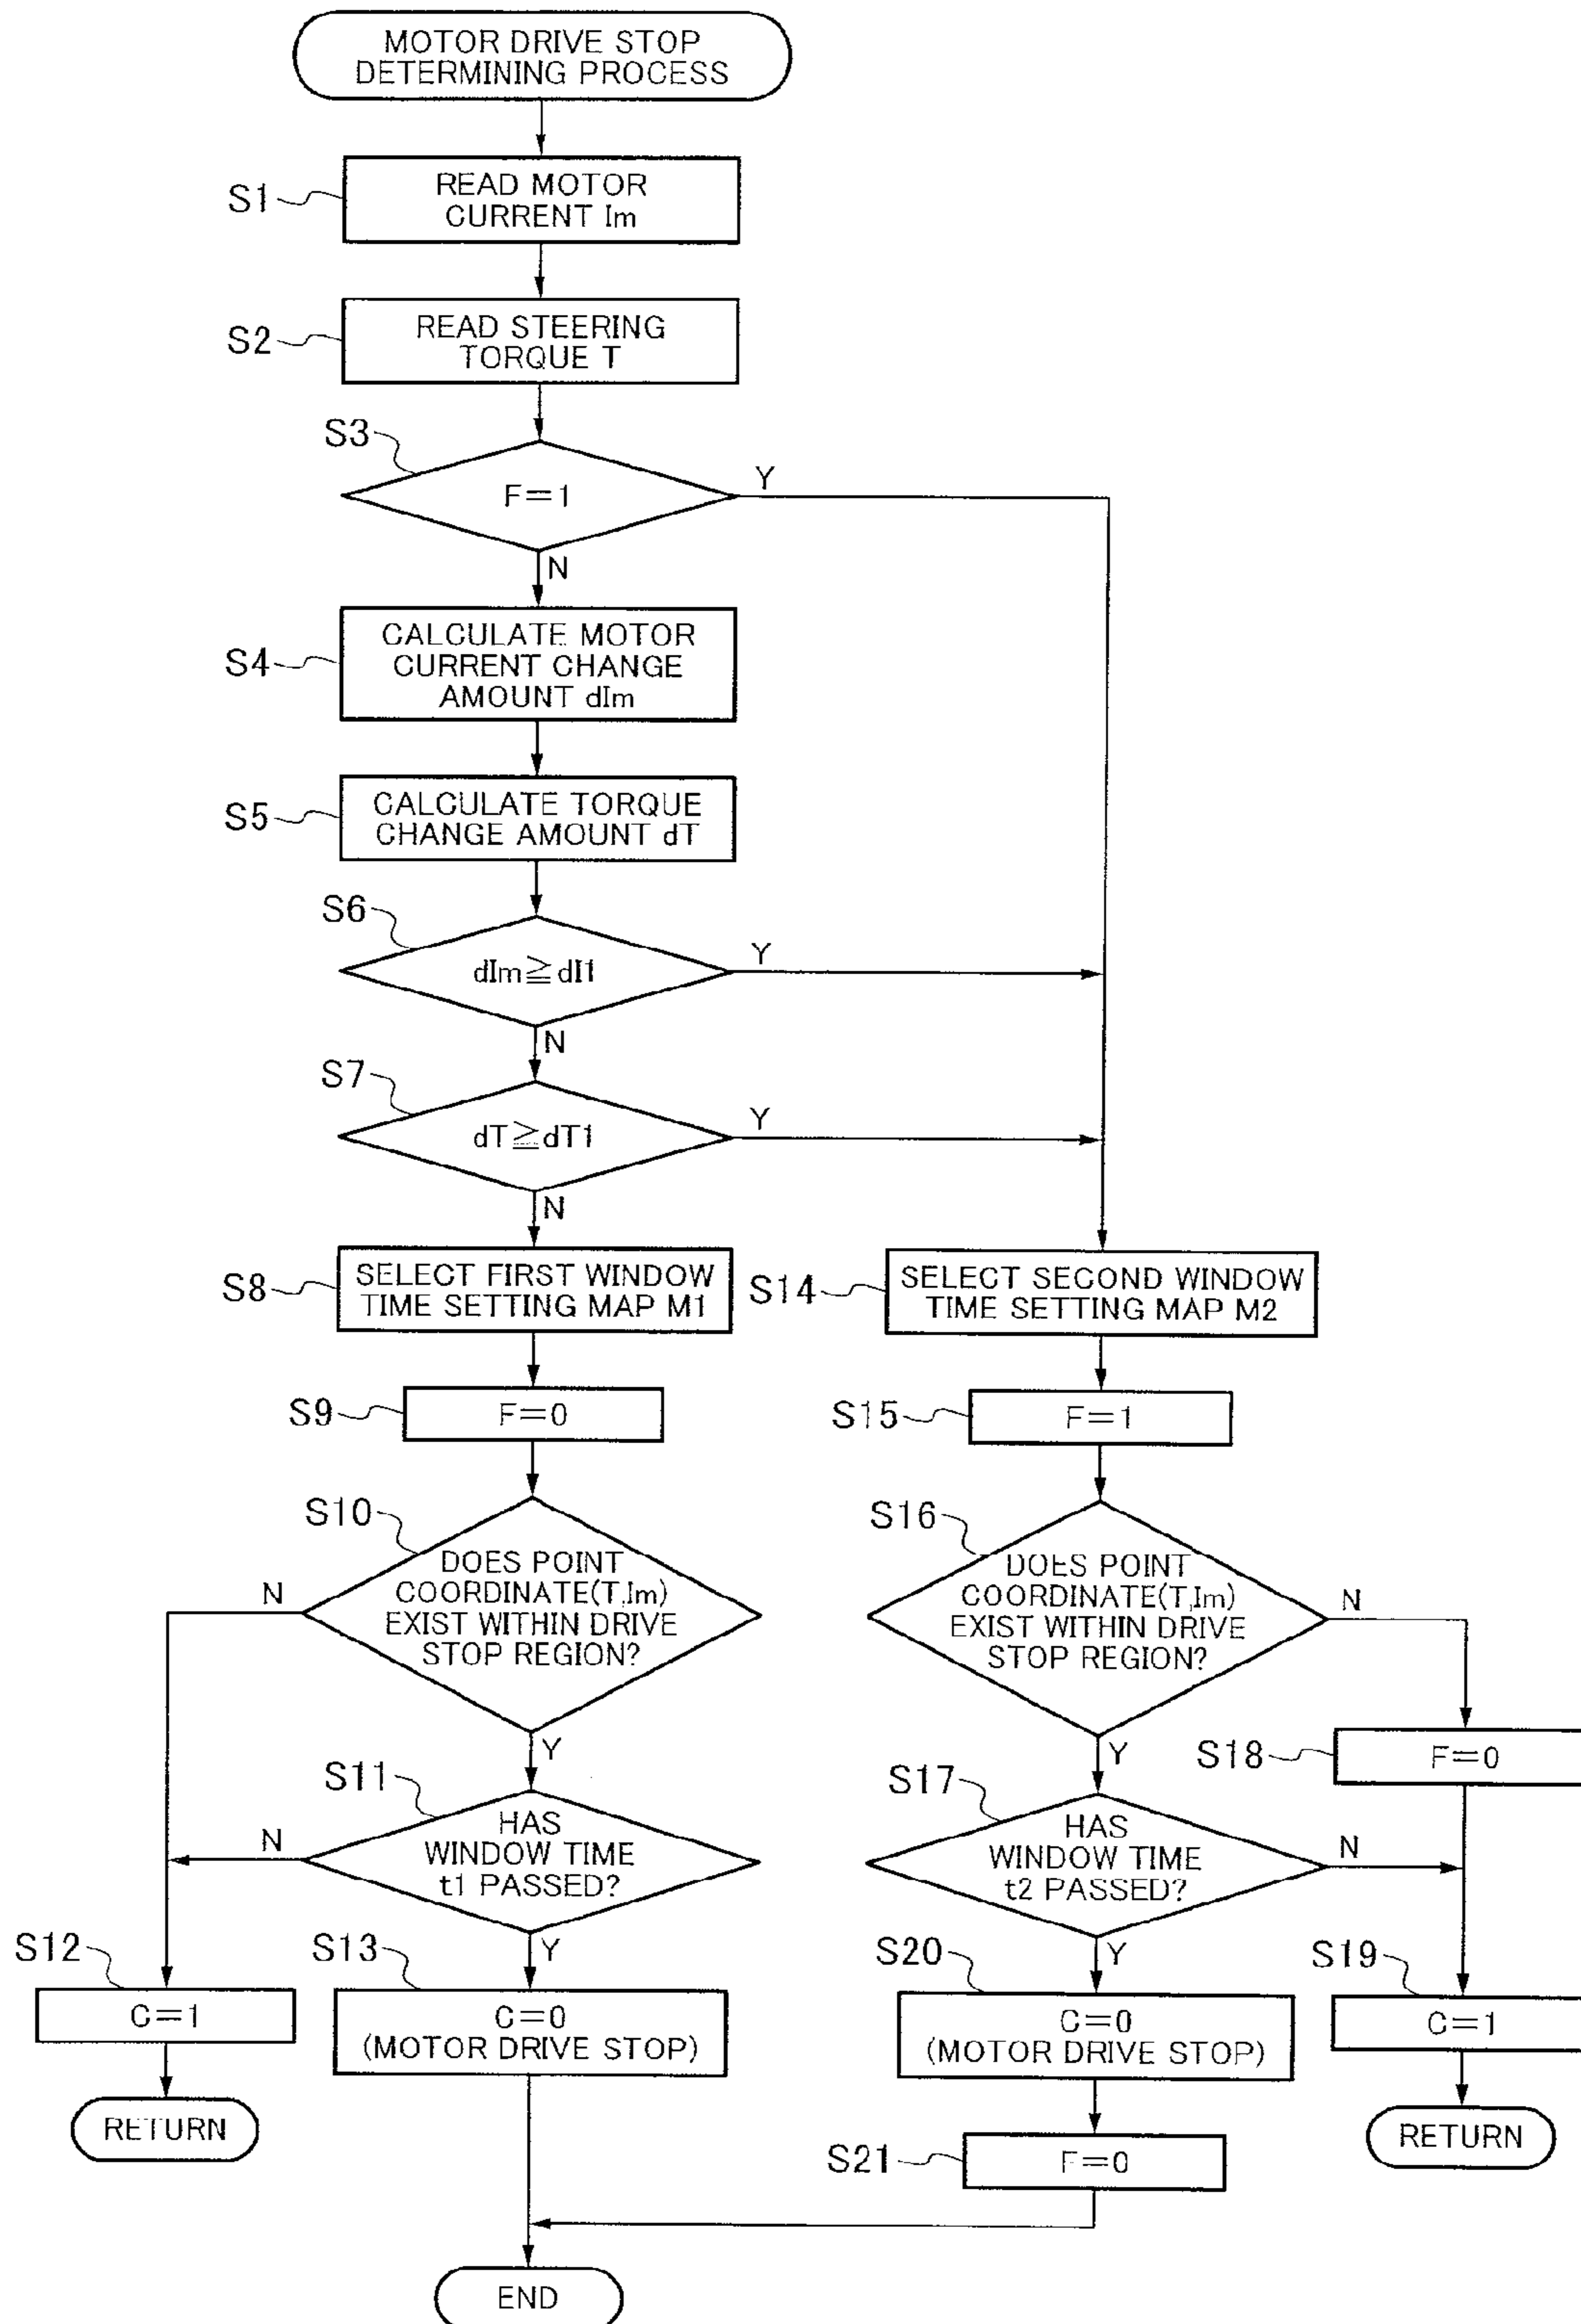 MOTOR DRIVE STOP
DETERMINING PROCESS
S1
READ MOTOR
CURRENT Im
S2
READ STEERING
TORQUE T
S3
F=1
Y
N
S4
CALCULATE MOTOR
CURRENT CHANGE
AMOUNT dIm
S5
CALCULATE TORQUE
CHANGE AMOUNT dT
S6
dIm≧dI1
Y
N
S7
dT≧dT1
Y
N
S8
SELECT FIRST WINDOW
TIME SETTING MAP M1
S9
F=0
S10
DOES POINT
COORDINATE(T,Im)
EXIST WITHIN DRIVE
STOP REGION?
N
Y
S11
HAS
WINDOW TIME
t1 PASSED?
N
Y
S12
C=1
RETURN
S13
C=0
(MOTOR DRIVE STOP)
S14
SELECT SECOND WINDOW
TIME SETTING MAP M2
S15
F=1
S16
DOES POINT
COORDINATE(T,Im)
EXIST WITHIN DRIVE
STOP REGION?
N
Y
S17
HAS
WINDOW TIME
t2 PASSED?
N
Y
S18
F=0
S19
C=1
RETURN
S20
C=0
(MOTOR DRIVE STOP)
S21
F=0
END